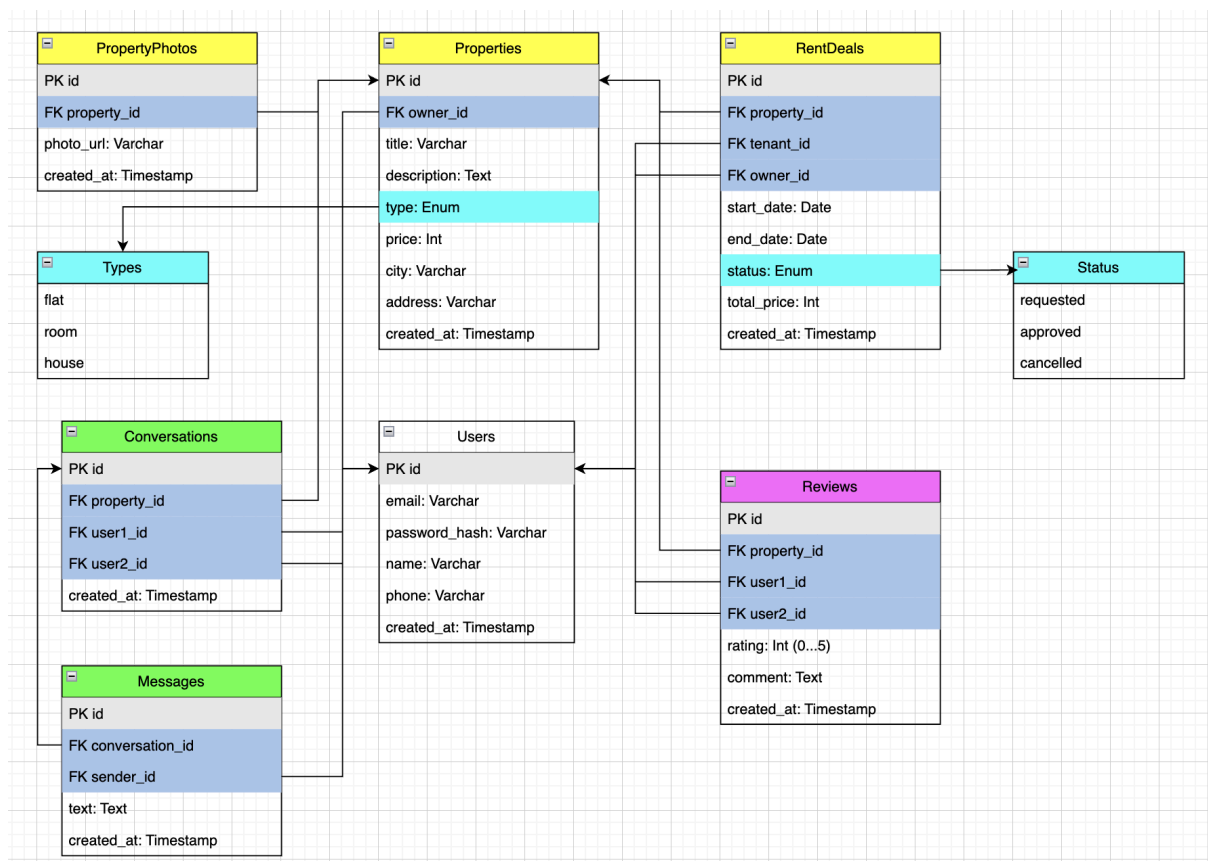 PropertyPhotos
PK id
FK property_id
photo_url: Varchar
created_at: Timestamp
Properties
PK id
FK owner_id
title: Varchar
description: Text
type: Enum
price: Int
city: Varchar
address: Varchar
created_at: Timestamp
RentDeals
PK id
FK property_id
FK tenant_id
FK owner_id
start_date: Date
end_date: Date
status: Enum
total_price: Int
created_at: Timestamp
Types
flat
room
house
Status
requested
approved
cancelled
Conversations
PK id
FK property_id
FK user1_id
FK user2_id
created_at: Timestamp
Users
PK id
email: Varchar
password_hash: Varchar
name: Varchar
phone: Varchar
created_at: Timestamp
Reviews
PK id
FK property_id
FK user1_id
FK user2_id
rating: Int (0...5)
comment: Text
created_at: Timestamp
Messages
PK id
FK conversation_id
FK sender_id
text: Text
created_at: Timestamp